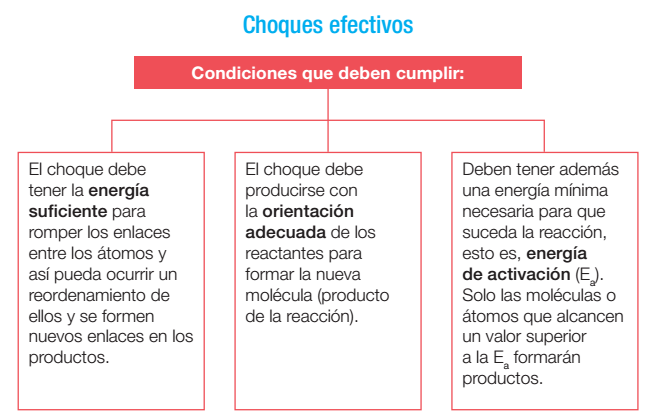 Choques efectivos
Condiciones que deben cumplir:
El choque debe
tener la energía
suficiente para
romper los enlaces
entre los átomos y
así pueda ocurrir un
reordenamiento de
ellos y se formen
nuevos enlaces en los
productos.
El choque debe
producirse con
la orientación
adecuada de los
reactantes para
formar la nueva
molécula (producto
de la reacción).
Deben tener además
una energía mínima
necesaria para que
suceda la reacción,
esto es, energía
de activación (Ea).
Solo las moléculas o
átomos que alcancen
un valor superior
a la Ea formarán
productos.